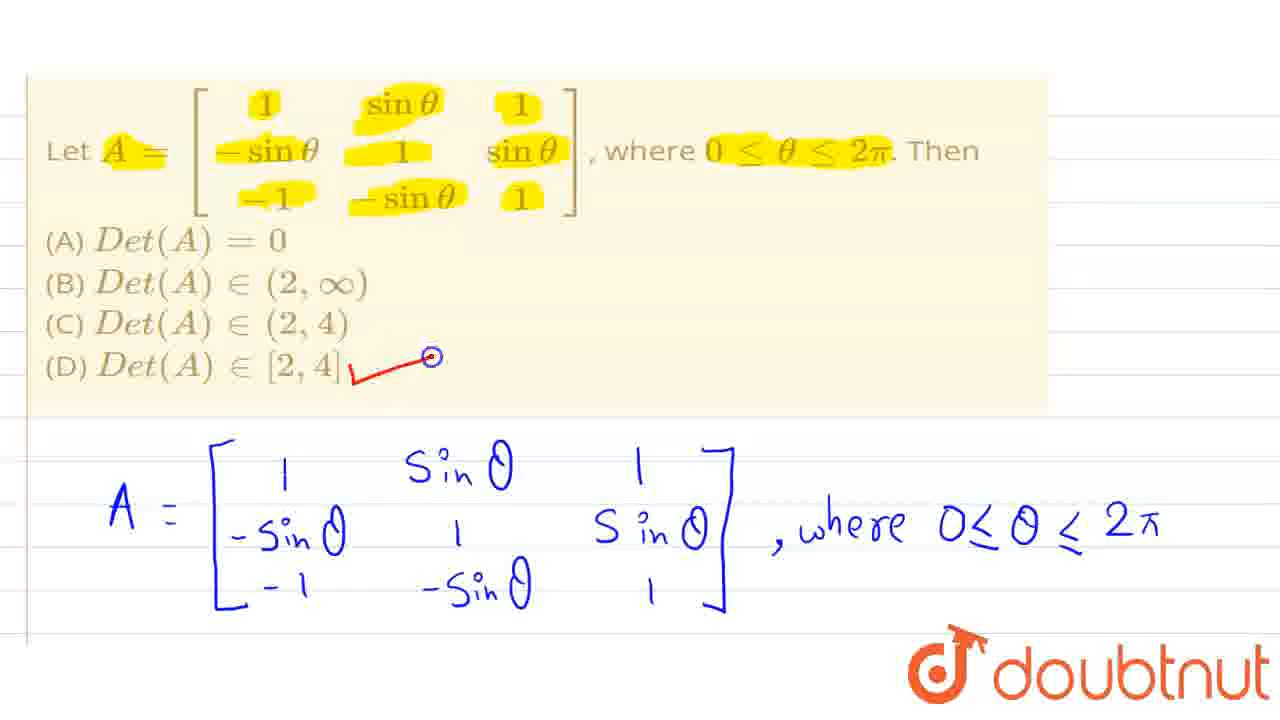 1 sin θ 1
Let A = [ − sin θ 1 sin θ ] , where 0 ≤ θ ≤ 2π. Then
−1 − sin θ 1
(A) Det(A) = 0
(B) Det(A) ∈ (2, ∞)
(C) Det(A) ∈ (2, 4)
(D) Det(A) ∈ [2, 4]
1 Sin θ 1
A = [ -Sin θ 1 Sin θ ] , where 0 ≤ θ ≤ 2π
-1 -Sin θ 1
doubtnut